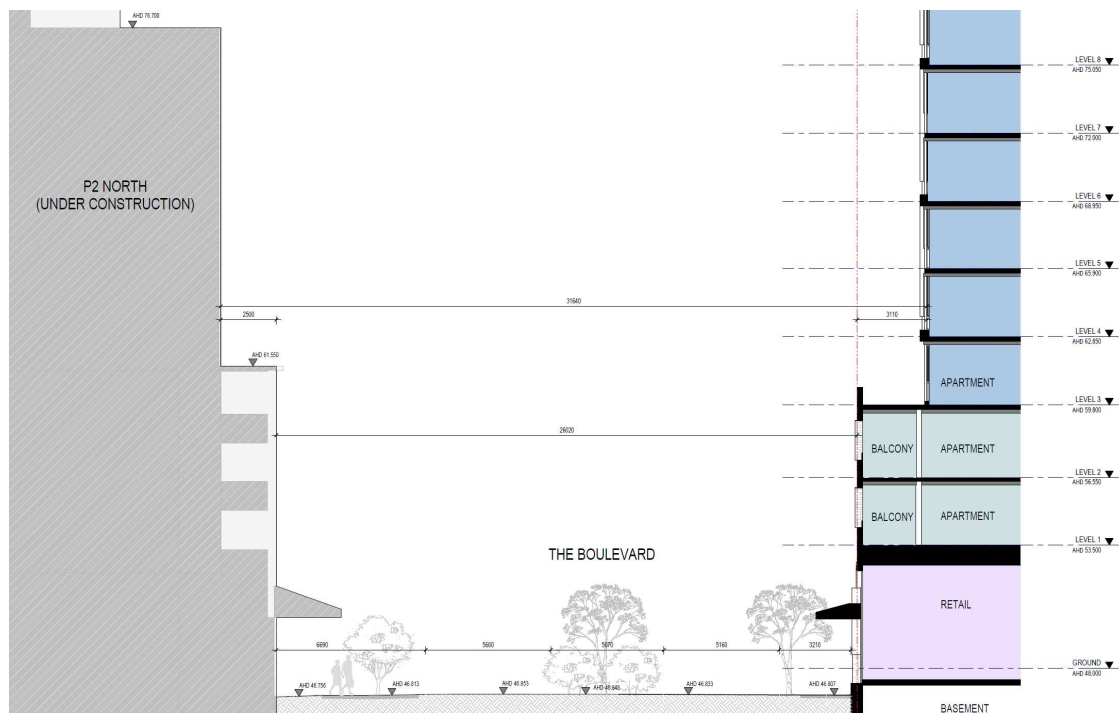 AHD 76.700
LEVEL 8
AHD 75.050
LEVEL 7
AHD 72.000
P2 NORTH
(UNDER CONSTRUCTION)
LEVEL 6
AHD 68.950
LEVEL 5
AHD 65.900
31640
2500
3110
LEVEL 4
AHD 62.850
AHD 61.550
APARTMENT
LEVEL 3
AHD 59.800
26020
BALCONY
APARTMENT
LEVEL 2
AHD 56.550
BALCONY
APARTMENT
LEVEL 1
AHD 53.500
THE BOULEVARD
RETAIL
6690
5600
5070
5160
3210
GROUND
AHD 48.000
AHD 46.756
AHD 46.813
AHD 46.853
AHD 46.833
AHD 46.807
BASEMENT